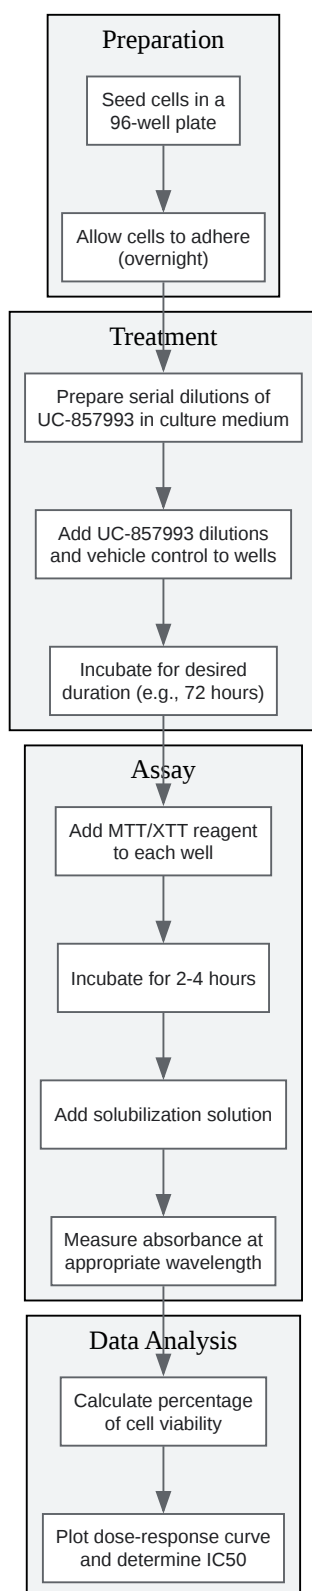 Preparation
Seed cells in a
96-well plate
Allow cells to adhere
(overnight)
Treatment
Prepare serial dilutions of
UC-857993 in culture medium
Add UC-857993 dilutions
and vehicle control to wells
Incubate for desired
duration (e.g., 72 hours)
Assay
Add MTT/XTT reagent
to each well
Incubate for 2-4 hours
Add solubilization solution
Measure absorbance at
appropriate wavelength
Data Analysis
Calculate percentage
of cell viability
Plot dose-response curve
and determine IC50